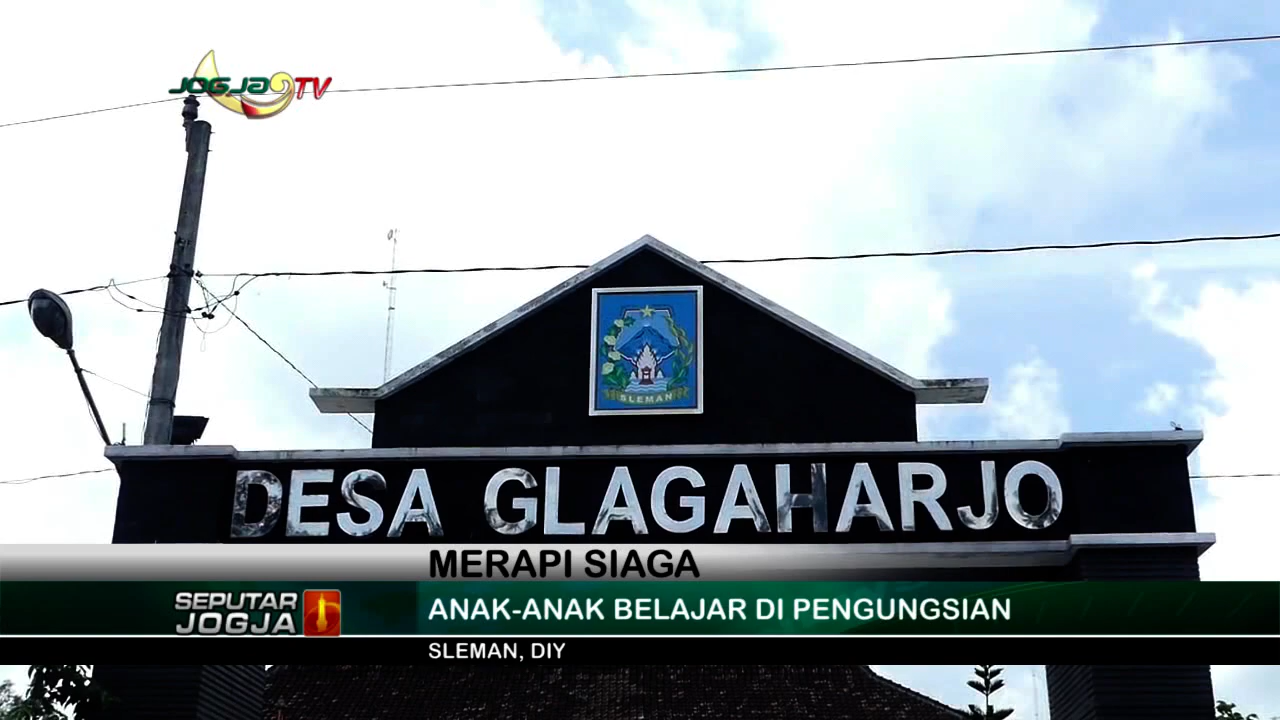 JOGJA TV
SLEMAN
DESA GLAGAHARJO
MERAPI SIAGA
SEPUTAR
JOGJA
ANAK-ANAK BELAJAR DI PENGUNGSIAN
SLEMAN, DIY